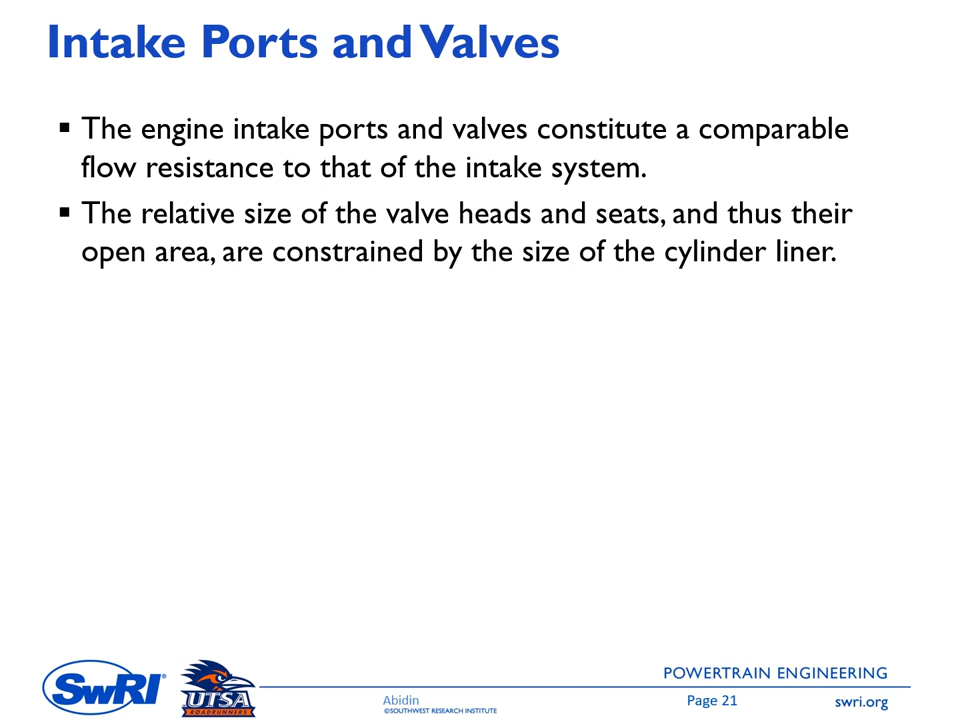 Intake Ports and Valves
▪ The engine intake ports and valves constitute a comparable
flow resistance to that of the intake system.
▪ The relative size of the valve heads and seats, and thus their
open area, are constrained by the size of the cylinder liner.
SwRI®
UTSA
ROADRUNNERS
POWERTRAIN ENGINEERING
Abidin
©SOUTHWEST RESEARCH INSTITUTE
Page 21
swri.org